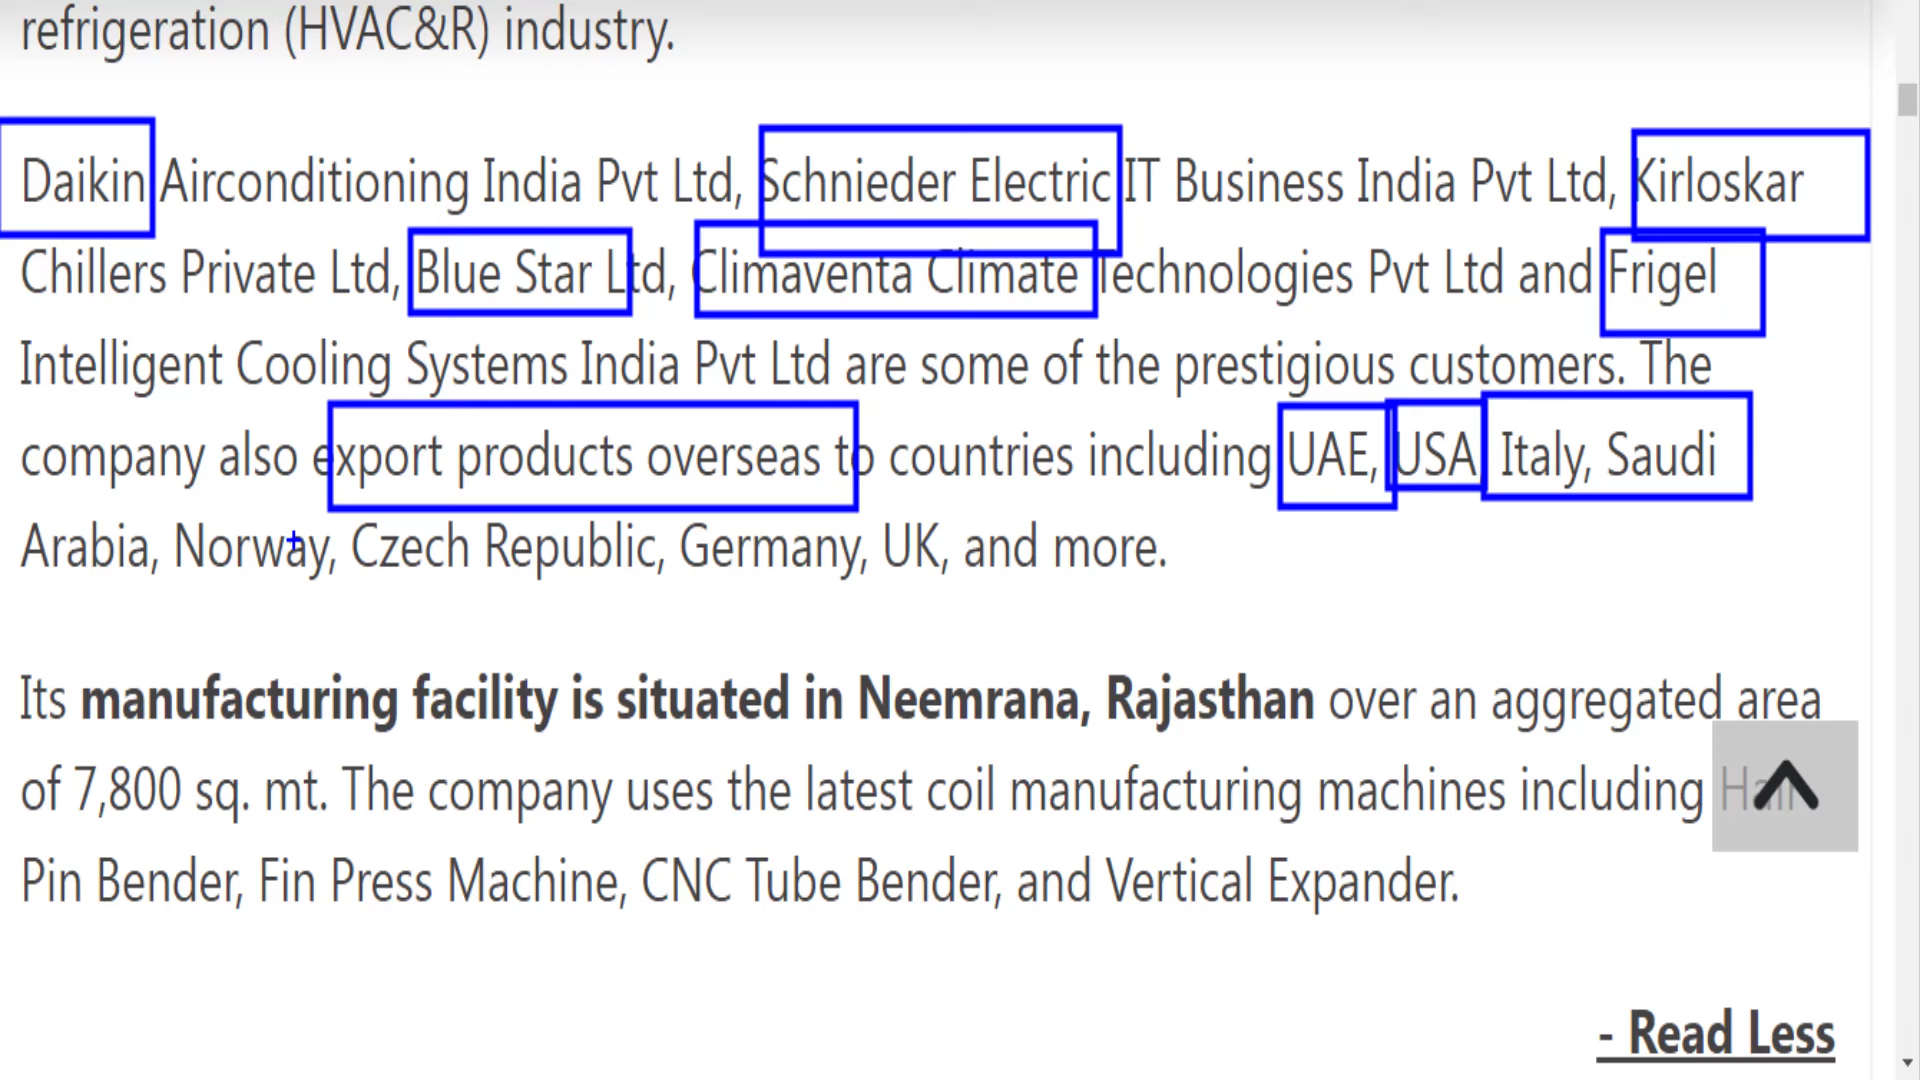 refrigeration (HVAC&R) industry.
Daikin Airconditioning India Pvt Ltd, Schnieder Electric IT Business India Pvt Ltd, Kirloskar
Chillers Private Ltd, Blue Star Ltd, Climaventa Climate Technologies Pvt Ltd and Frigel
Intelligent Cooling Systems India Pvt Ltd are some of the prestigious customers. The
company also export products overseas to countries including UAE, USA, Italy, Saudi
Arabia, Norway, Czech Republic, Germany, UK, and more.
Its manufacturing facility is situated in Neemrana, Rajasthan over an aggregated area
of 7,800 sq. mt. The company uses the latest coil manufacturing machines including Hair
Pin Bender, Fin Press Machine, CNC Tube Bender, and Vertical Expander.
- Read Less